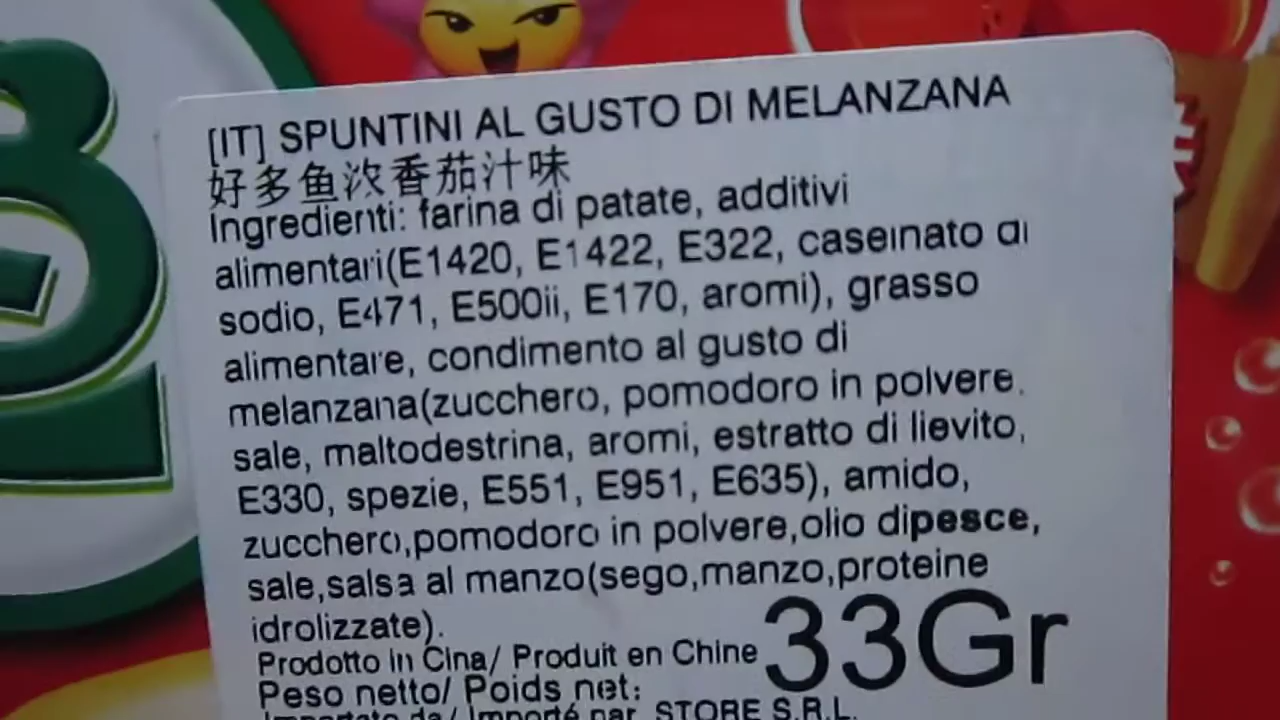 [IT] SPUNTINI AL GUSTO DI MELANZANA
好多鱼浓香茄汁味
Ingredienti: farina di patate, additivi
alimentari(E1420, E1422, E322, caseinato di
sodio, E471, E500ii, E170, aromi), grasso
alimentare, condimento al gusto di
melanzana(zucchero, pomodoro in polvere.
sale, maltodestrina, aromi, estratto di lievito,
E330, spezie, E551, E951, E635), amido,
zucchero,pomodoro in polvere,olio dipesce,
sale,salsa al manzo(sego,manzo,proteine
idrolizzate).
Prodotto in Cina/ Produit en Chine
33Gr
Peso netto/ Poids net:
Importato da/ Importé par STORE S.R.L.
味